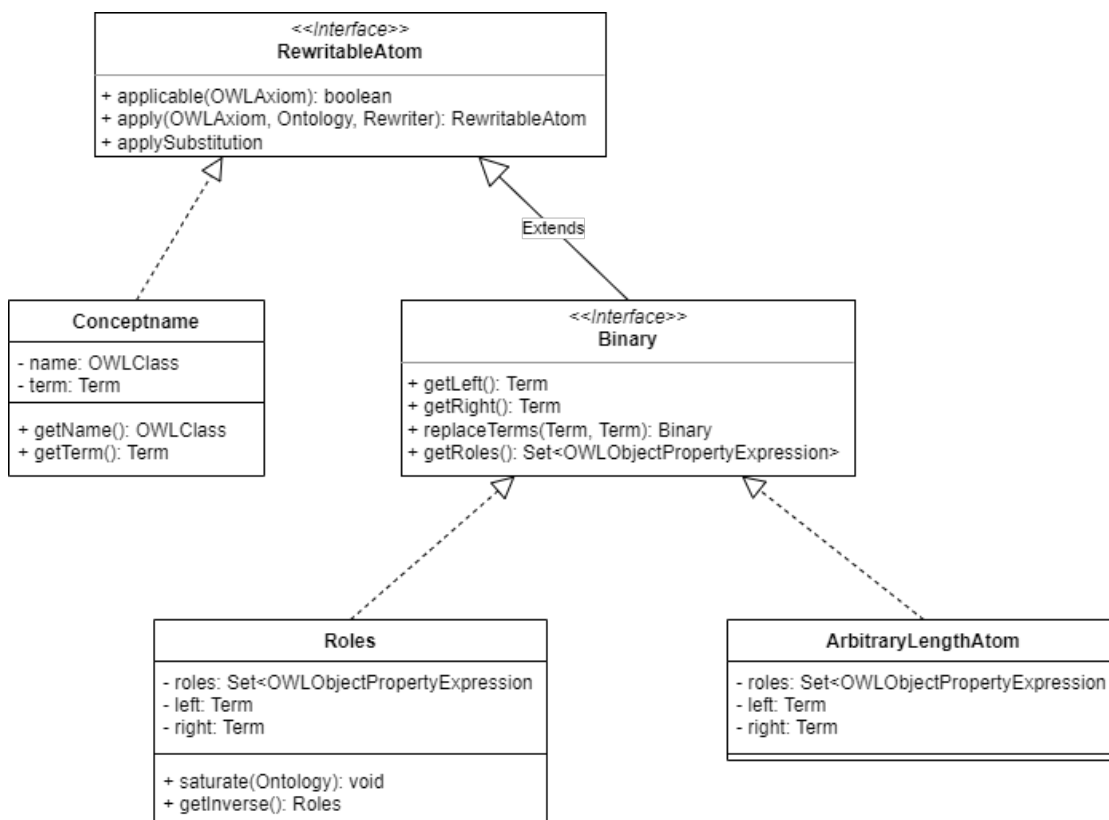 <<Interface>>
RewritableAtom
+ applicable(OWLAxiom): boolean
+ apply(OWLAxiom, Ontology, Rewriter): RewritableAtom
+ applySubstitution
Extends
Conceptname
- name: OWLClass
- term: Term
+ getName(): OWLClass
+ getTerm(): Term
<<Interface>>
Binary
+ getLeft(): Term
+ getRight(): Term
+ replaceTerms(Term, Term): Binary
+ getRoles(): Set<OWLObjectPropertyExpression>
Roles
- roles: Set<OWLObjectPropertyExpression
- left: Term
- right: Term
+ saturate(Ontology): void
+ getInverse(): Roles
ArbitraryLengthAtom
- roles: Set<OWLObjectPropertyExpression
- left: Term
- right: Term